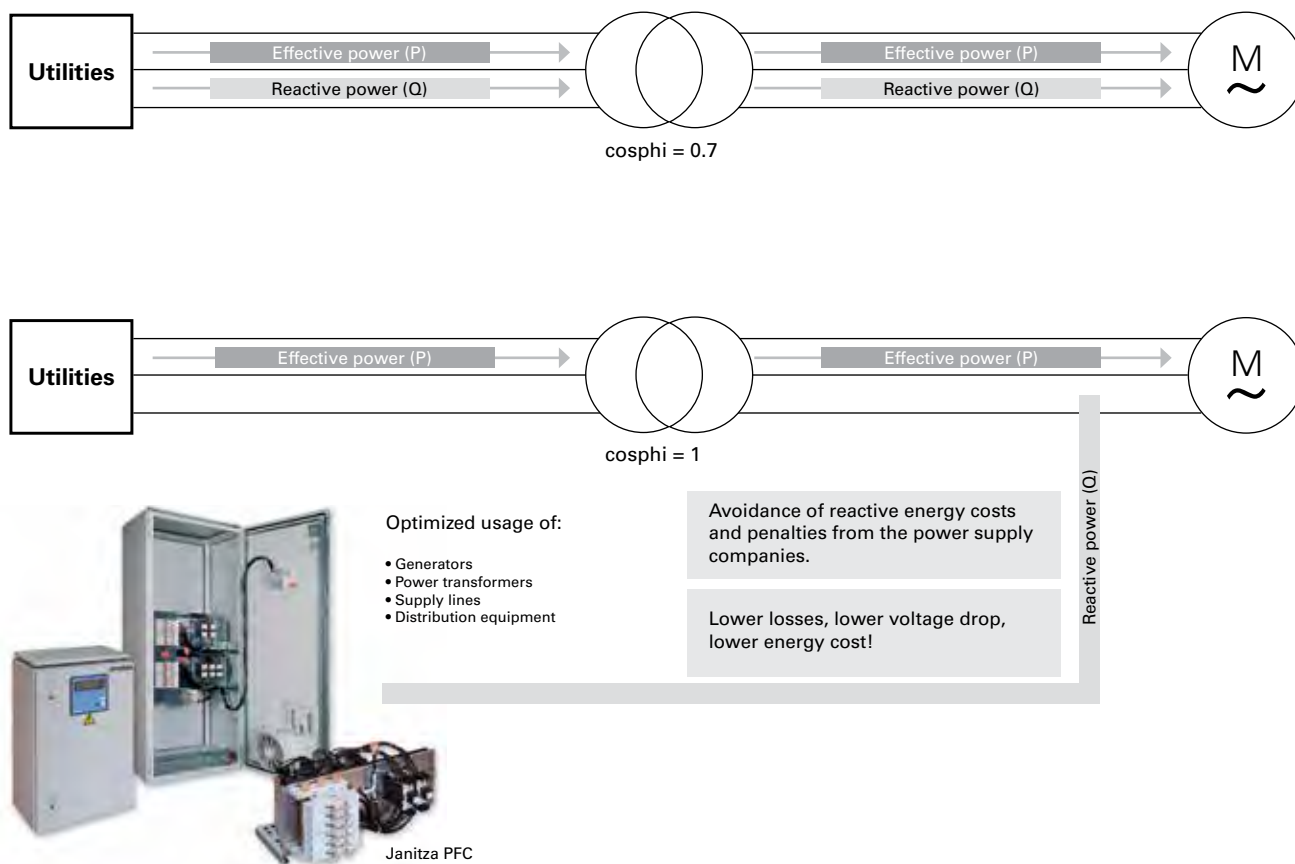 Effective power (P)
Effective power (P)
Utilities
M
Reactive power (Q)
Reactive power (Q)
cosphi = 0.7
Effective power (P)
Effective power (P)
Utilities
M
cosphi = 1
Optimized usage of:
• Generators
• Power transformers
• Supply lines
• Distribution equipment
Avoidance of reactive energy costs
and penalties from the power supply
companies.
Lower losses, lower voltage drop,
lower energy cost!
Reactive power (Q)
Janitza PFC